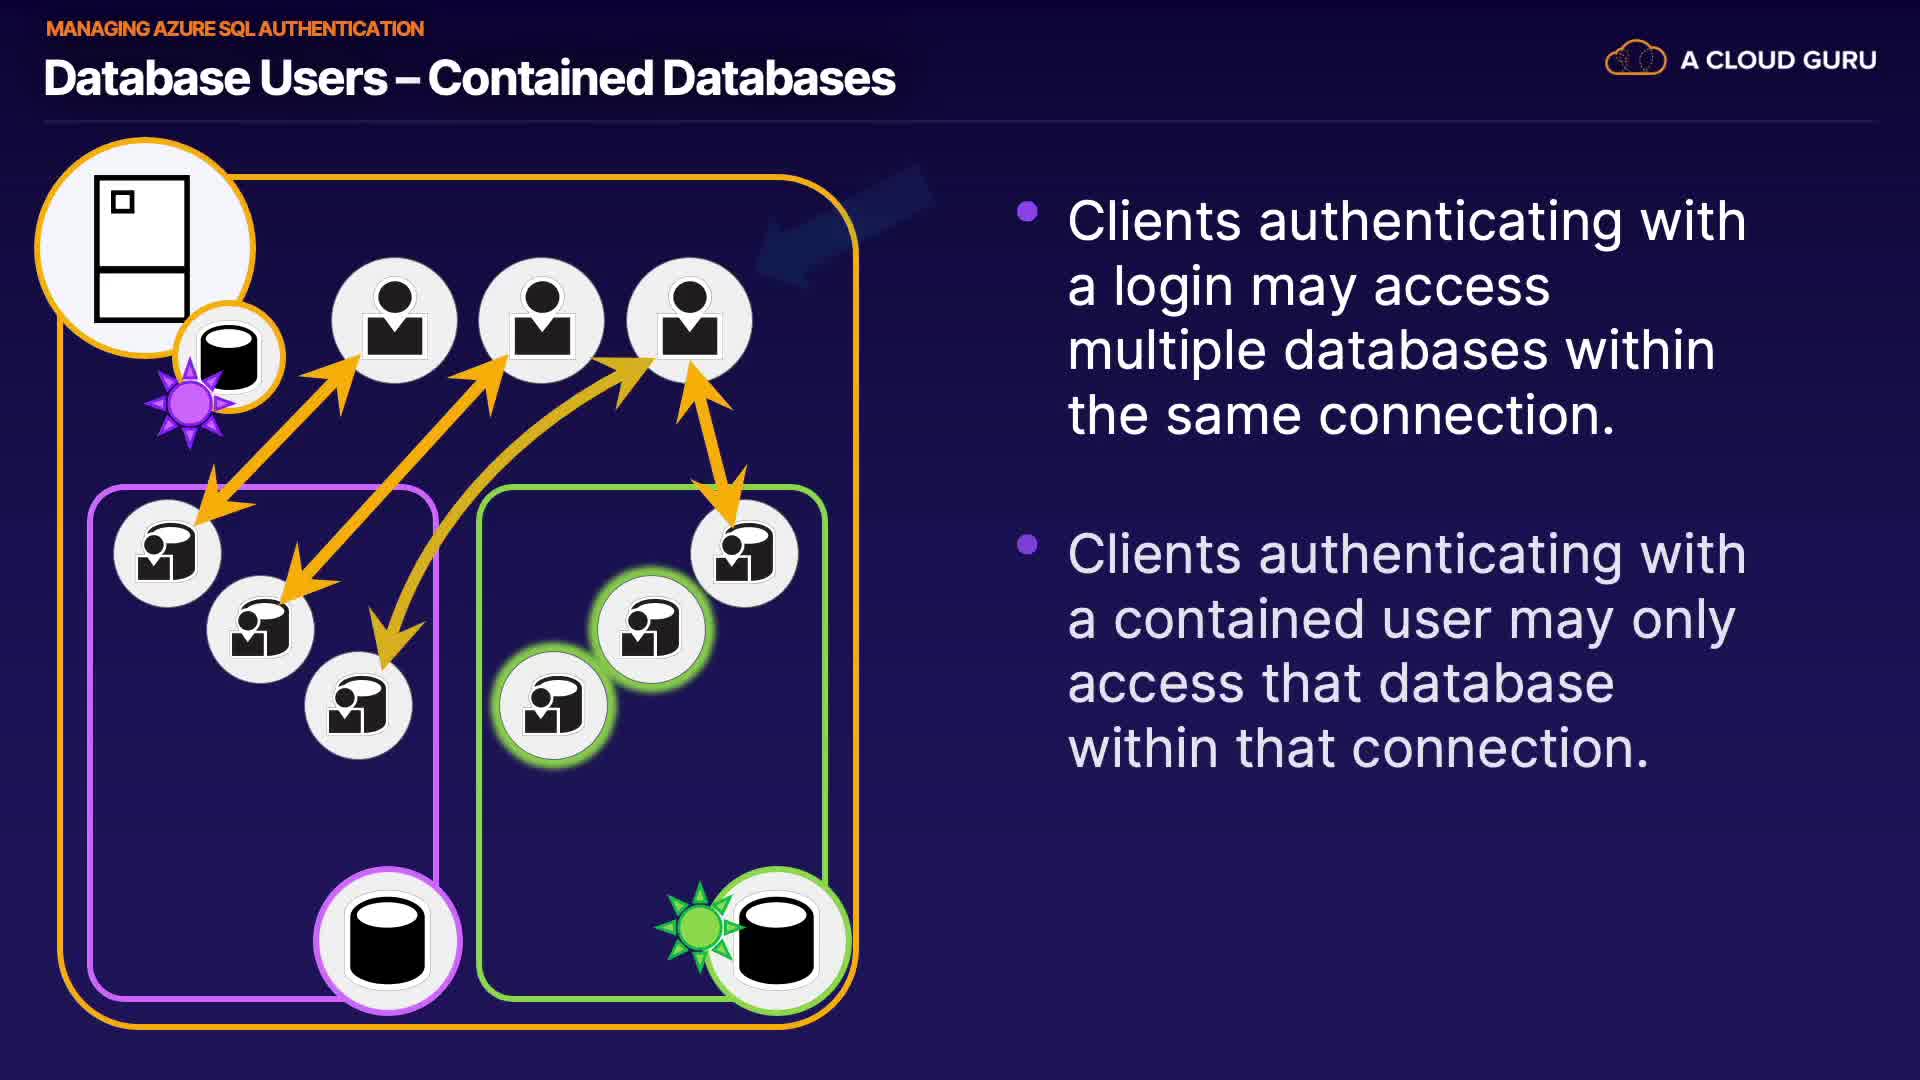 MANAGING AZURE SQL AUTHENTICATION
Database Users – Contained Databases
A CLOUD GURU
Clients authenticating with
a login may access
multiple databases within
the same connection.
Clients authenticating with
a contained user may only
access that database
within that connection.